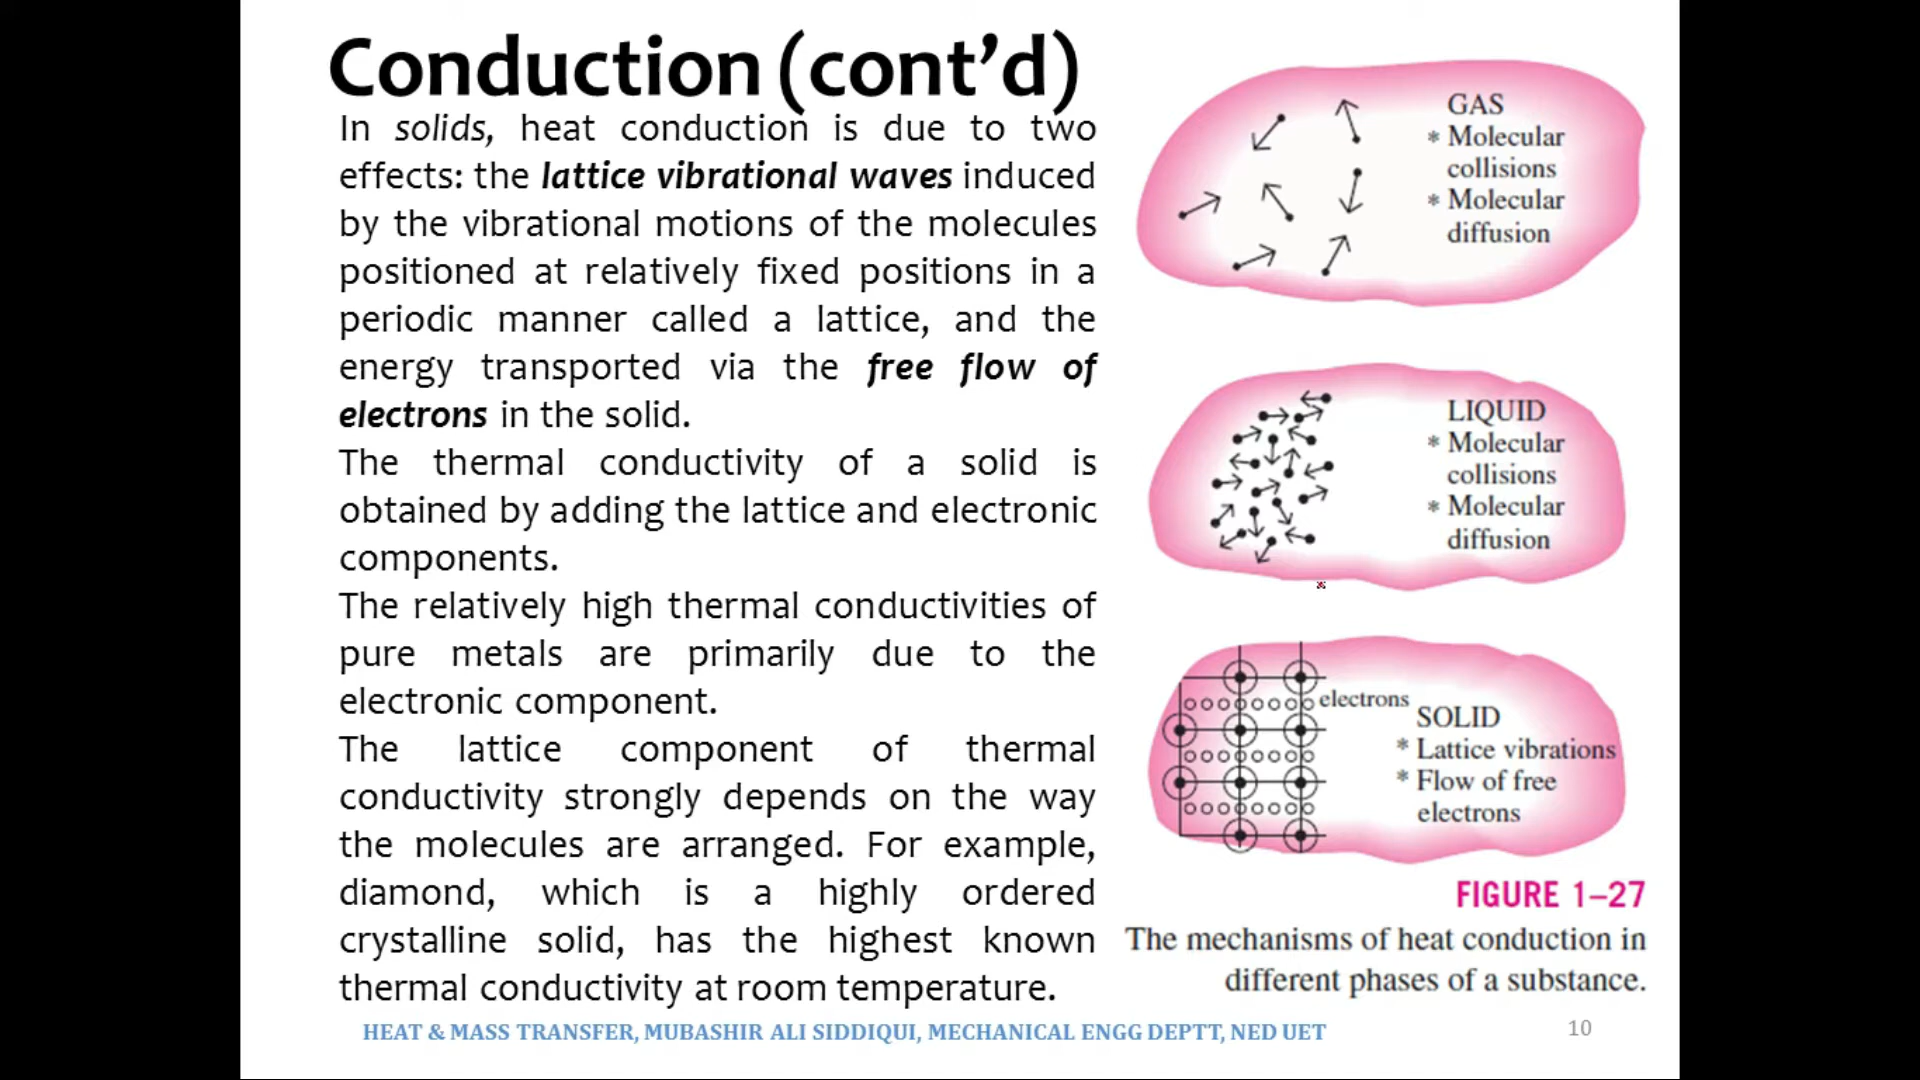 Conduction (cont’d)
In solids, heat conduction is due to two
effects: the lattice vibrational waves induced
by the vibrational motions of the molecules
positioned at relatively fixed positions in a
periodic manner called a lattice, and the
energy transported via the free flow of
electrons in the solid.
The thermal conductivity of a solid is
obtained by adding the lattice and electronic
components.
The relatively high thermal conductivities of
pure metals are primarily due to the
electronic component.
The lattice component of thermal
conductivity strongly depends on the way
the molecules are arranged. For example,
diamond, which is a highly ordered
crystalline solid, has the highest known
thermal conductivity at room temperature.
GAS
* Molecular
collisions
* Molecular
diffusion
LIQUID
* Molecular
collisions
* Molecular
diffusion
electrons
SOLID
* Lattice vibrations
* Flow of free
electrons
FIGURE 1–27
The mechanisms of heat conduction in
different phases of a substance.
HEAT & MASS TRANSFER, MUBASHIR ALI SIDDIQUI, MECHANICAL ENGG DEPTT, NED UET
10